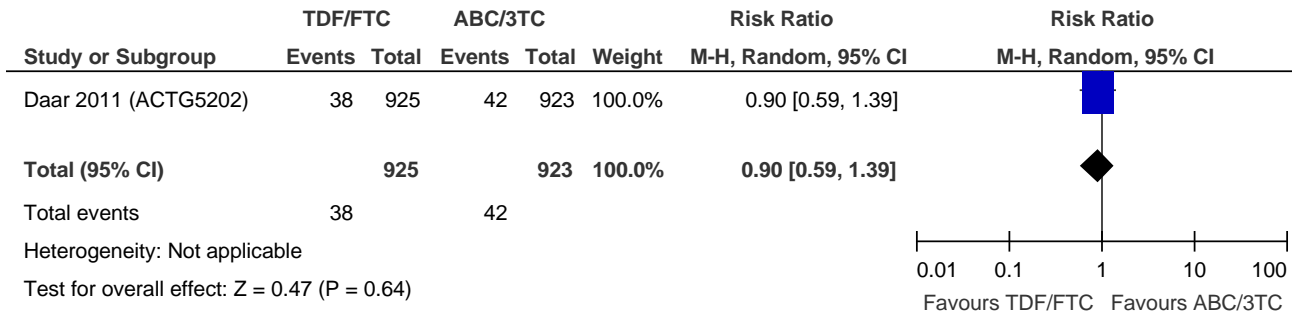 TDF/FTC ABC/3TC Risk Ratio Risk Ratio
Study or Subgroup Events Total Events Total Weight M-H, Random, 95% CI M-H, Random, 95% CI
Daar 2011 (ACTG5202) 38 925 42 923 100.0% 0.90 [0.59, 1.39]
Total (95% CI) 925 923 100.0% 0.90 [0.59, 1.39]
Total events 38 42
Heterogeneity: Not applicable
Test for overall effect: Z = 0.47 (P = 0.64)
0.01 0.1 1 10 100
Favours TDF/FTC Favours ABC/3TC